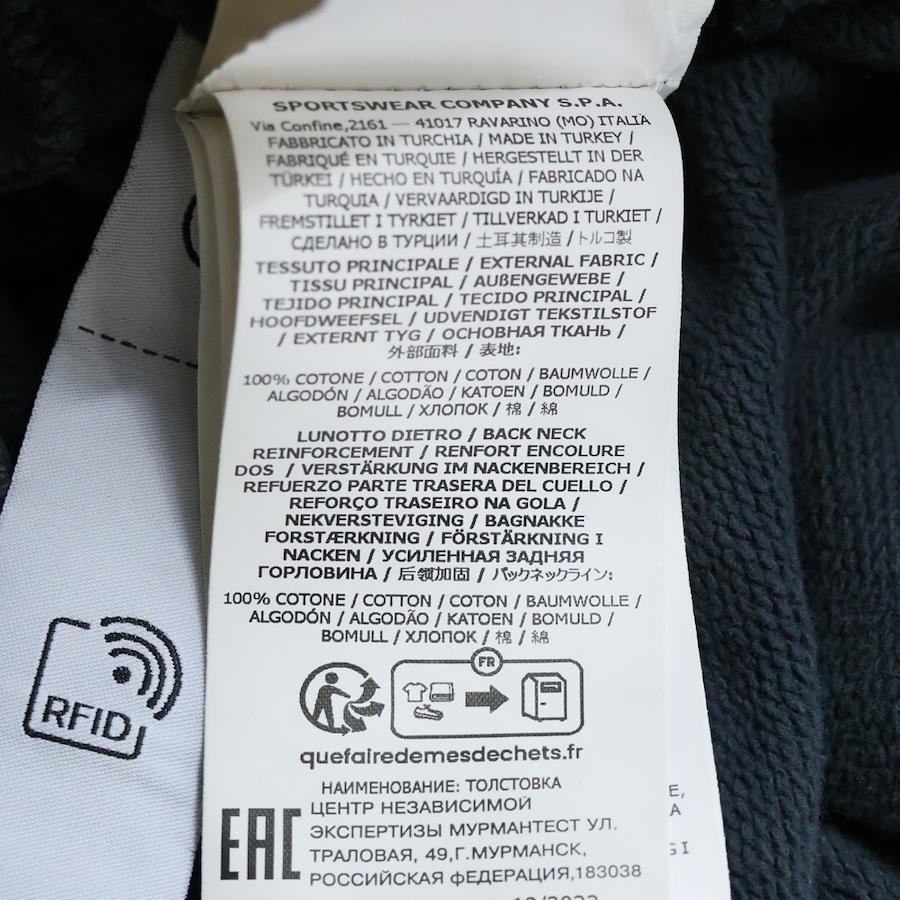 SPORTSWEAR COMPANY S.P.A.
Via Confine,2161 — 41017 RAVARINO (MO) ITALIA
FABBRICATO IN TURCHIA / MADE IN TURKEY /
FABRIQUÉ EN TURQUIE / HERGESTELLT IN DER
TÜRKEI / HECHO EN TURQUÍA / FABRICADO NA
TURQUIA / VERVAARDIGD IN TURKIJE /
FREMSTILLET I TYRKIET / TILLVERKAD I TURKIET /
СДЕЛАНО В ТУРЦИИ / 土耳其制造 / トルコ製
TESSUTO PRINCIPALE / EXTERNAL FABRIC /
TISSU PRINCIPAL / AUßENGEWEBE /
TEJIDO PRINCIPAL / TECIDO PRINCIPAL /
HOOFDWEEFSEL / UDVENDIGT TEKSTILSTOF
/ EXTERNT TYG / ОСНОВНАЯ ТКАНЬ /
外部面料 / 表地:
100% COTONE / COTTON / COTON / BAUMWOLLE /
ALGODÓN / ALGODÃO / KATOEN / BOMULD /
BOMULL / ХЛОПОК / 棉 / 綿
LUNOTTO DIETRO / BACK NECK
REINFORCEMENT / RENFORT ENCOLURE
DOS / VERSTÄRKUNG IM NACKENBEREICH /
REFUERZO PARTE TRASERA DEL CUELLO /
REFORÇO TRASEIRO NA GOLA /
NEKVERSTEVIGING / BAGNAKKE
FORSTÆRKNING / FÖRSTÄRKNING I
NACKEN / УСИЛЕННАЯ ЗАДНЯЯ
ГОРЛОВИНА / 后领加固 / バックネックライン:
100% COTONE / COTTON / COTON / BAUMWOLLE /
ALGODÓN / ALGODÃO / KATOEN / BOMULD /
BOMULL / ХЛОПОК / 棉 / 綿
FR
quefairedemesdechets.fr
НАИМЕНОВАНИЕ: ТОЛСТОВКА
EAC
ЦЕНТР НЕЗАВИСИМОЙ
ЭКСПЕРТИЗЫ МУРМАНТЕСТ УЛ.
ТРАЛОВАЯ, 49,Г.МУРМАНСК,
РОССИЙСКАЯ ФЕДЕРАЦИЯ,183038
RFID